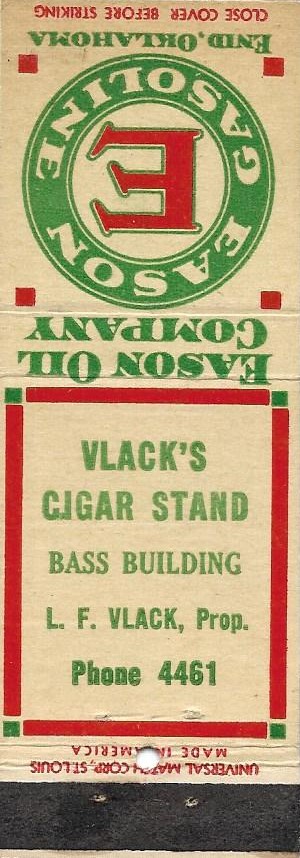 CLOSE COVER BEFORE STRIKING
ENID, OKLAHOMA
GASOLINE
E
EASON
EASON OIL
COMPANY
VLACK'S
CIGAR STAND
BASS BUILDING
L. F. VLACK, Prop.
Phone 4461
UNIVERSAL MATCH CORP., ST. LOUIS
MADE IN AMERICA